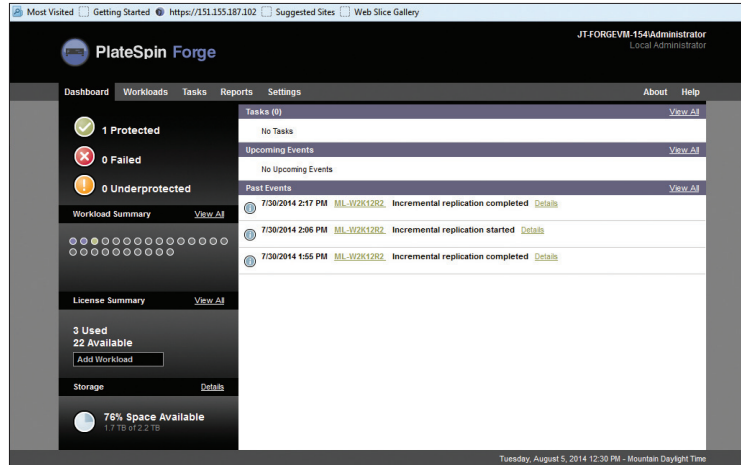 Most Visited Getting Started https://151.155.187.102 Suggested Sites Web Slice Gallery
JT-FORGEVM-154\Administrator
Local Administrator
PlateSpin Forge
Dashboard Workloads Tasks Reports Settings About Help
1 Protected
0 Failed
0 Underprotected
Workload Summary View All
License Summary View All
3 Used
22 Available
Add Workload
Storage Details
76% Space Available
1.7 TB of 2.2 TB
Tasks (0) View All
No Tasks
Upcoming Events View All
No Upcoming Events
Past Events View All
7/30/2014 2:17 PM ML-W2K12R2 Incremental replication completed Details
7/30/2014 2:06 PM ML-W2K12R2 Incremental replication started Details
7/30/2014 1:55 PM ML-W2K12R2 Incremental replication completed Details
Tuesday, August 5, 2014 12:30 PM - Mountain Daylight Time